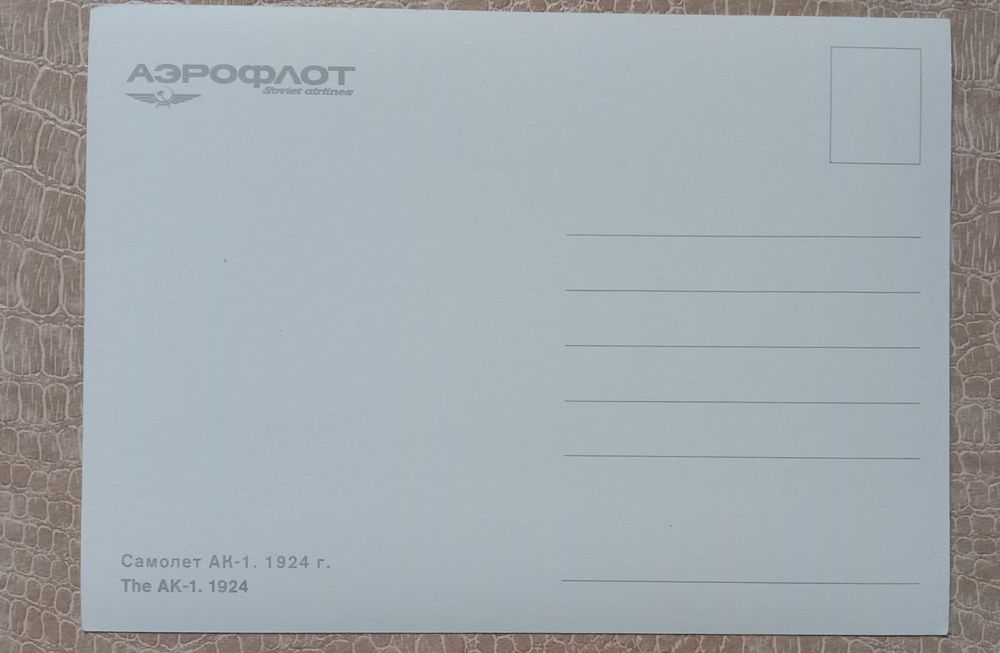 АЭРОФЛОТ
Soviet airlines
Самолет АК-1. 1924 г.
The AK-1. 1924